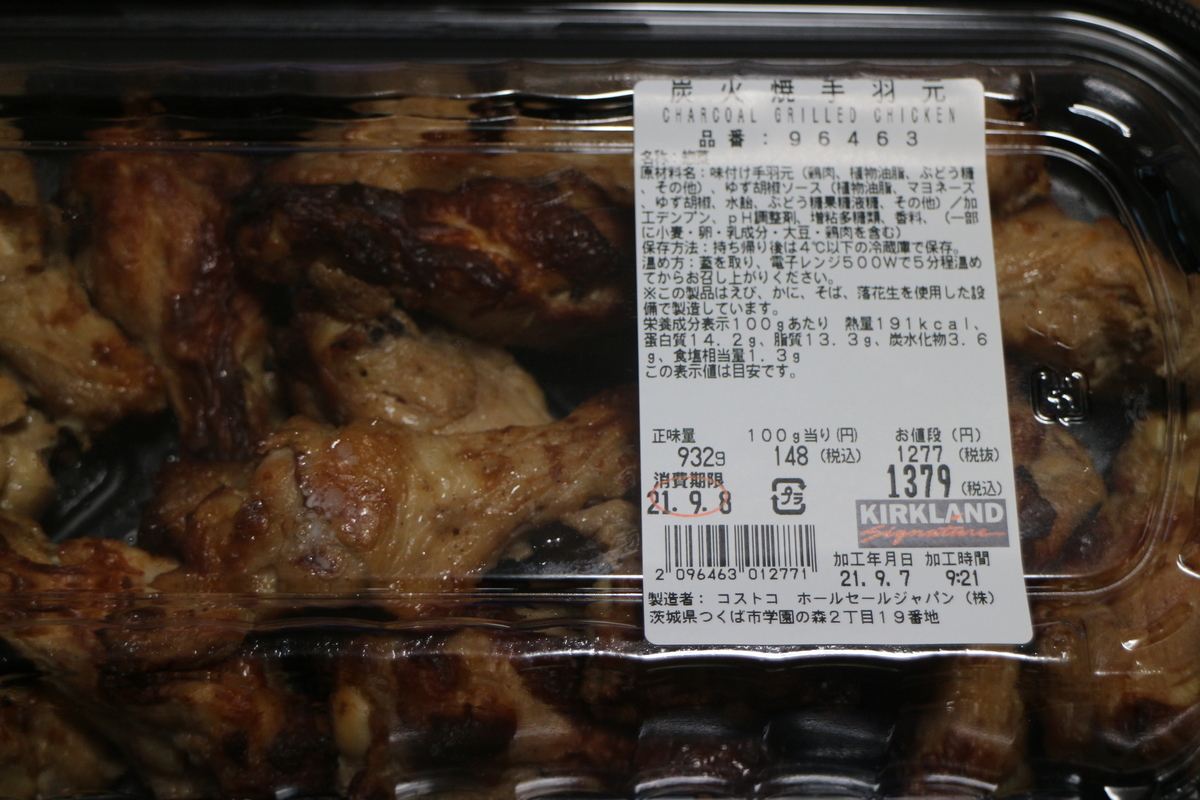 炭火焼手羽元
CHARCOAL GRILLED CHICKEN
品番：96463
名称：惣菜
原材料名：味付け手羽元（鶏肉、植物油脂、ぶどう糖
、その他）、ゆず胡椒ソース（植物油脂、マヨネーズ
、ゆず胡椒、水飴、ぶどう糖果糖液糖、その他）／加
工デンプン、ｐＨ調整剤、増粘多糖類、香料、（一部
に小麦・卵・乳成分・大豆・鶏肉を含む）
保存方法：持ち帰り後は4℃以下の冷蔵庫で保存。
温め方：蓋を取り、電子レンジ500Wで5分程温め
てからお召し上がりください。
※この製品はえび、かに、そば、落花生を使用した設
備で製造しています。
栄養成分表示100gあたり 熱量191kcal、
蛋白質14.2g、脂質13.3g、炭水化物3.6
g、食塩相当量1.3g
この表示値は目安です。
正味量 100g当り(円) お値段(円)
932g 148(税込) 1277(税抜)
消費期限 1379(税込)
21.9.8 プラ
KIRKLAND
Signature
加工年月日 加工時間
21.9.7 9:21
2 096463 012771
製造者：コストコ ホールセールジャパン（株）
茨城県つくば市学園の森2丁目19番地